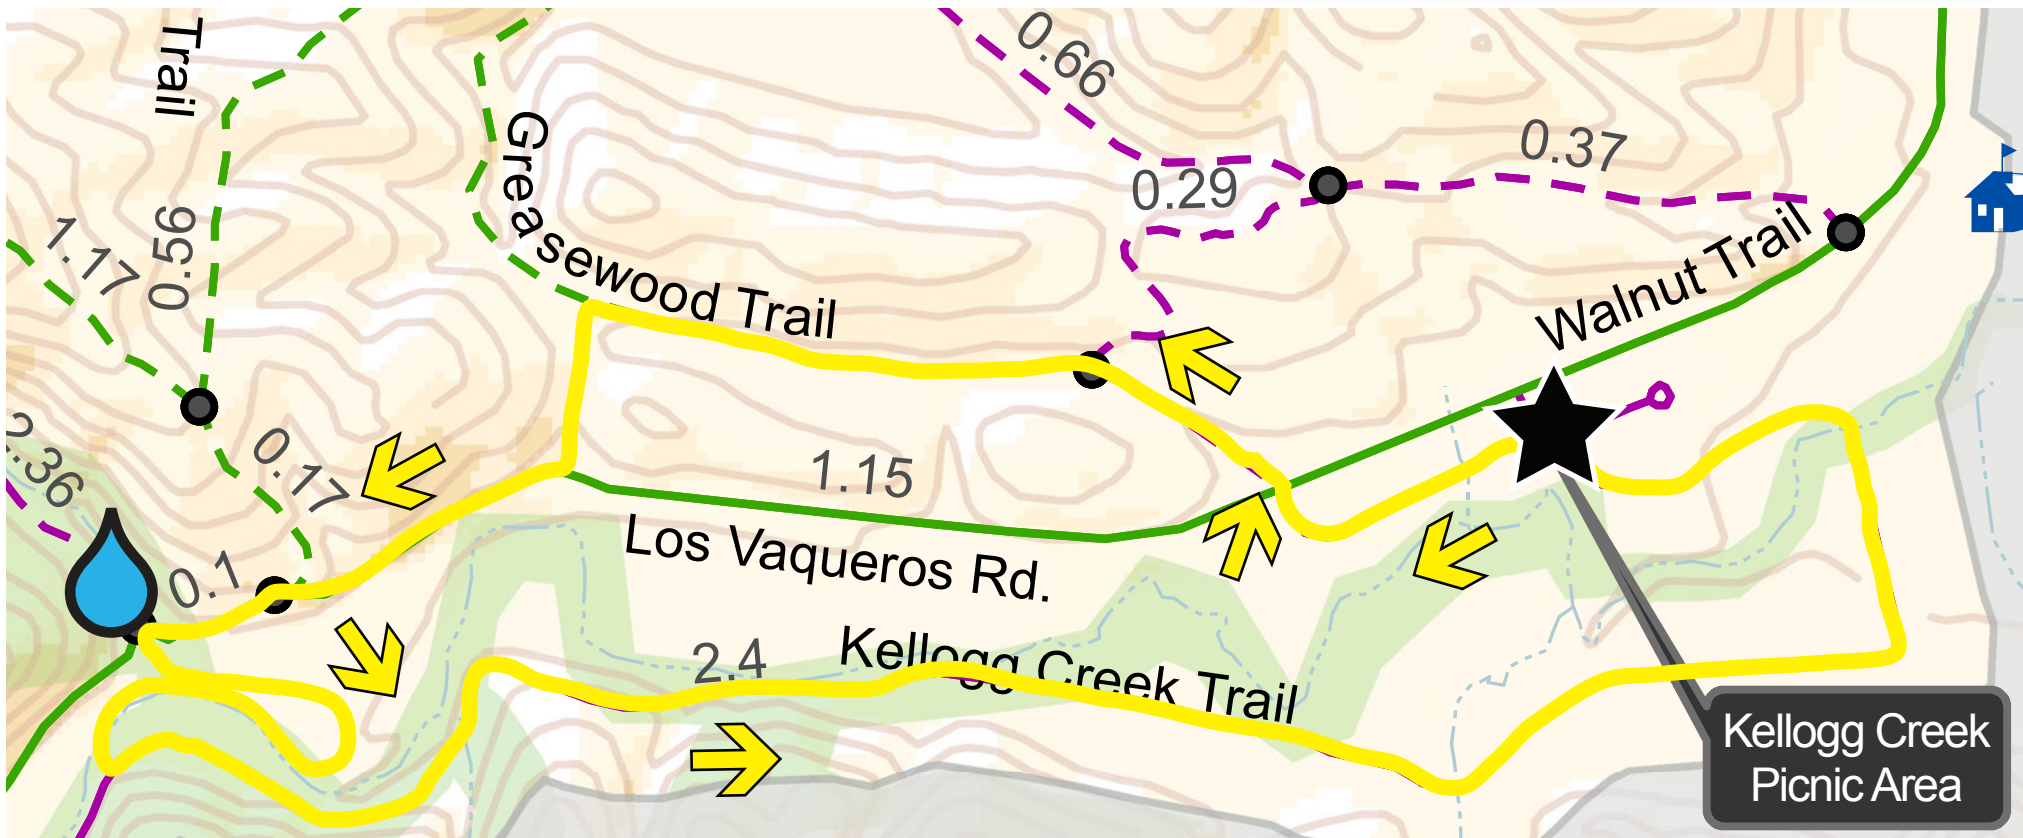 Trail
0.66
0.37
Greasewood Trail
0.29
1.17
0.56
Walnut Trail
2.36
0.17
1.15
Los Vaqueros Rd.
0.1
2.4
Kellogg Creek Trail
Kellogg Creek
Picnic Area